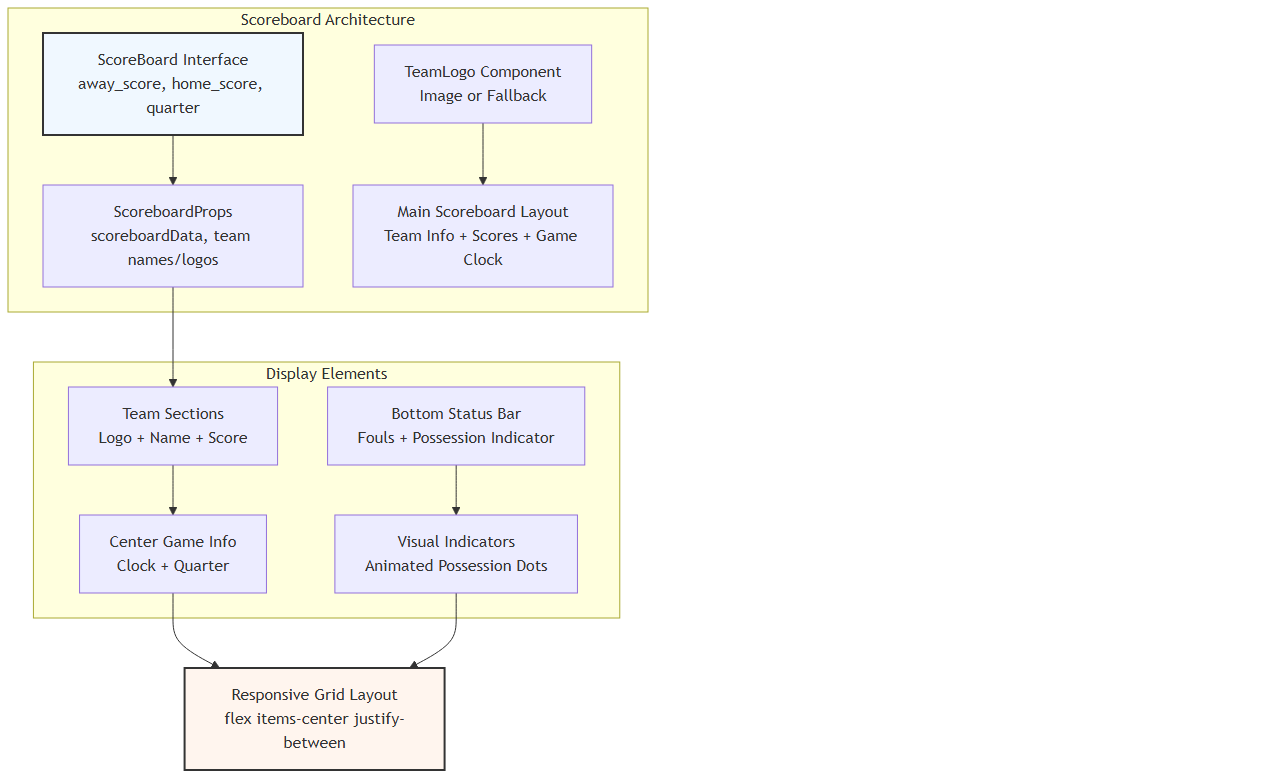 Scoreboard Architecture
ScoreBoard Interface
away_score, home_score,
quarter
TeamLogo Component
Image or Fallback
ScoreboardProps
scoreboardData, team
names/logos
Main Scoreboard Layout
Team Info + Scores + Game
Clock
Display Elements
Team Sections
Logo + Name + Score
Bottom Status Bar
Fouls + Possession Indicator
Center Game Info
Clock + Quarter
Visual Indicators
Animated Possession Dots
Responsive Grid Layout
flex items-center justify-
between